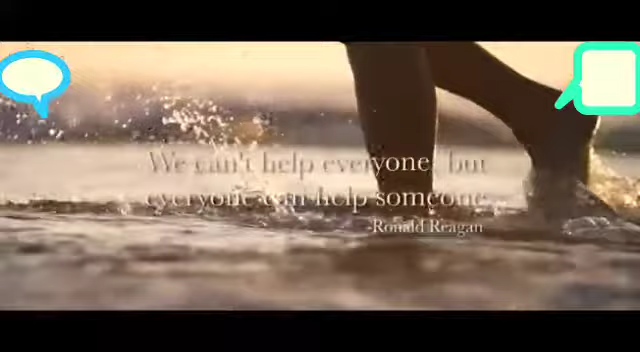 We can't help everyone, but
everyone can help someone
-Ronald Reagan